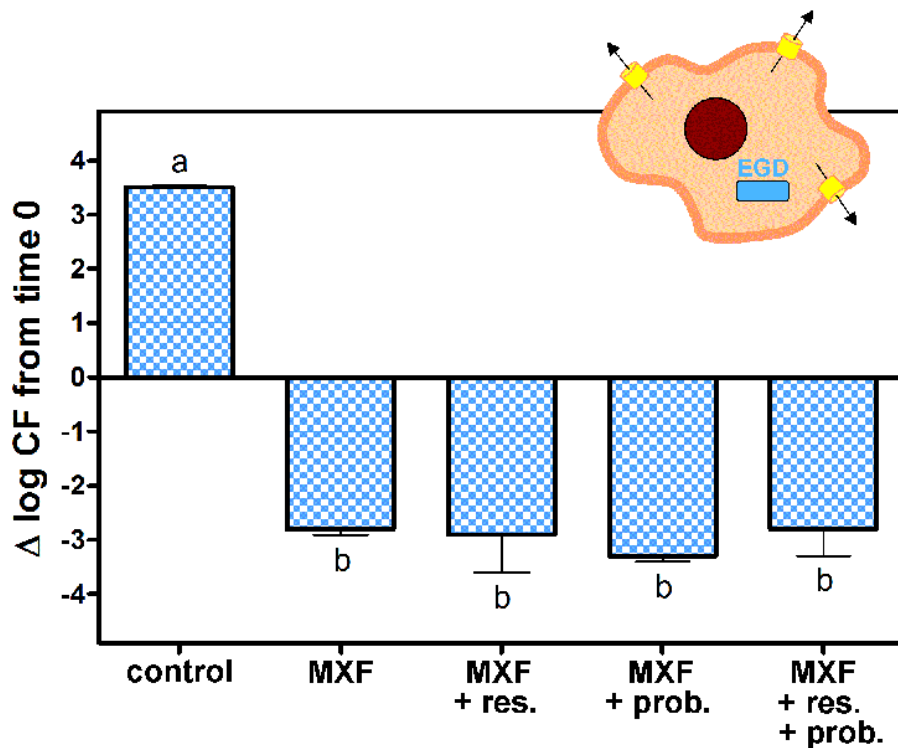 EGD
Δ log CF from time 0
4
3
2
1
0
-1
-2
-3
-4
a
b
b
b
b
control
MXF
MXF
+ res.
MXF
+ prob.
MXF
+ res.
+ prob.